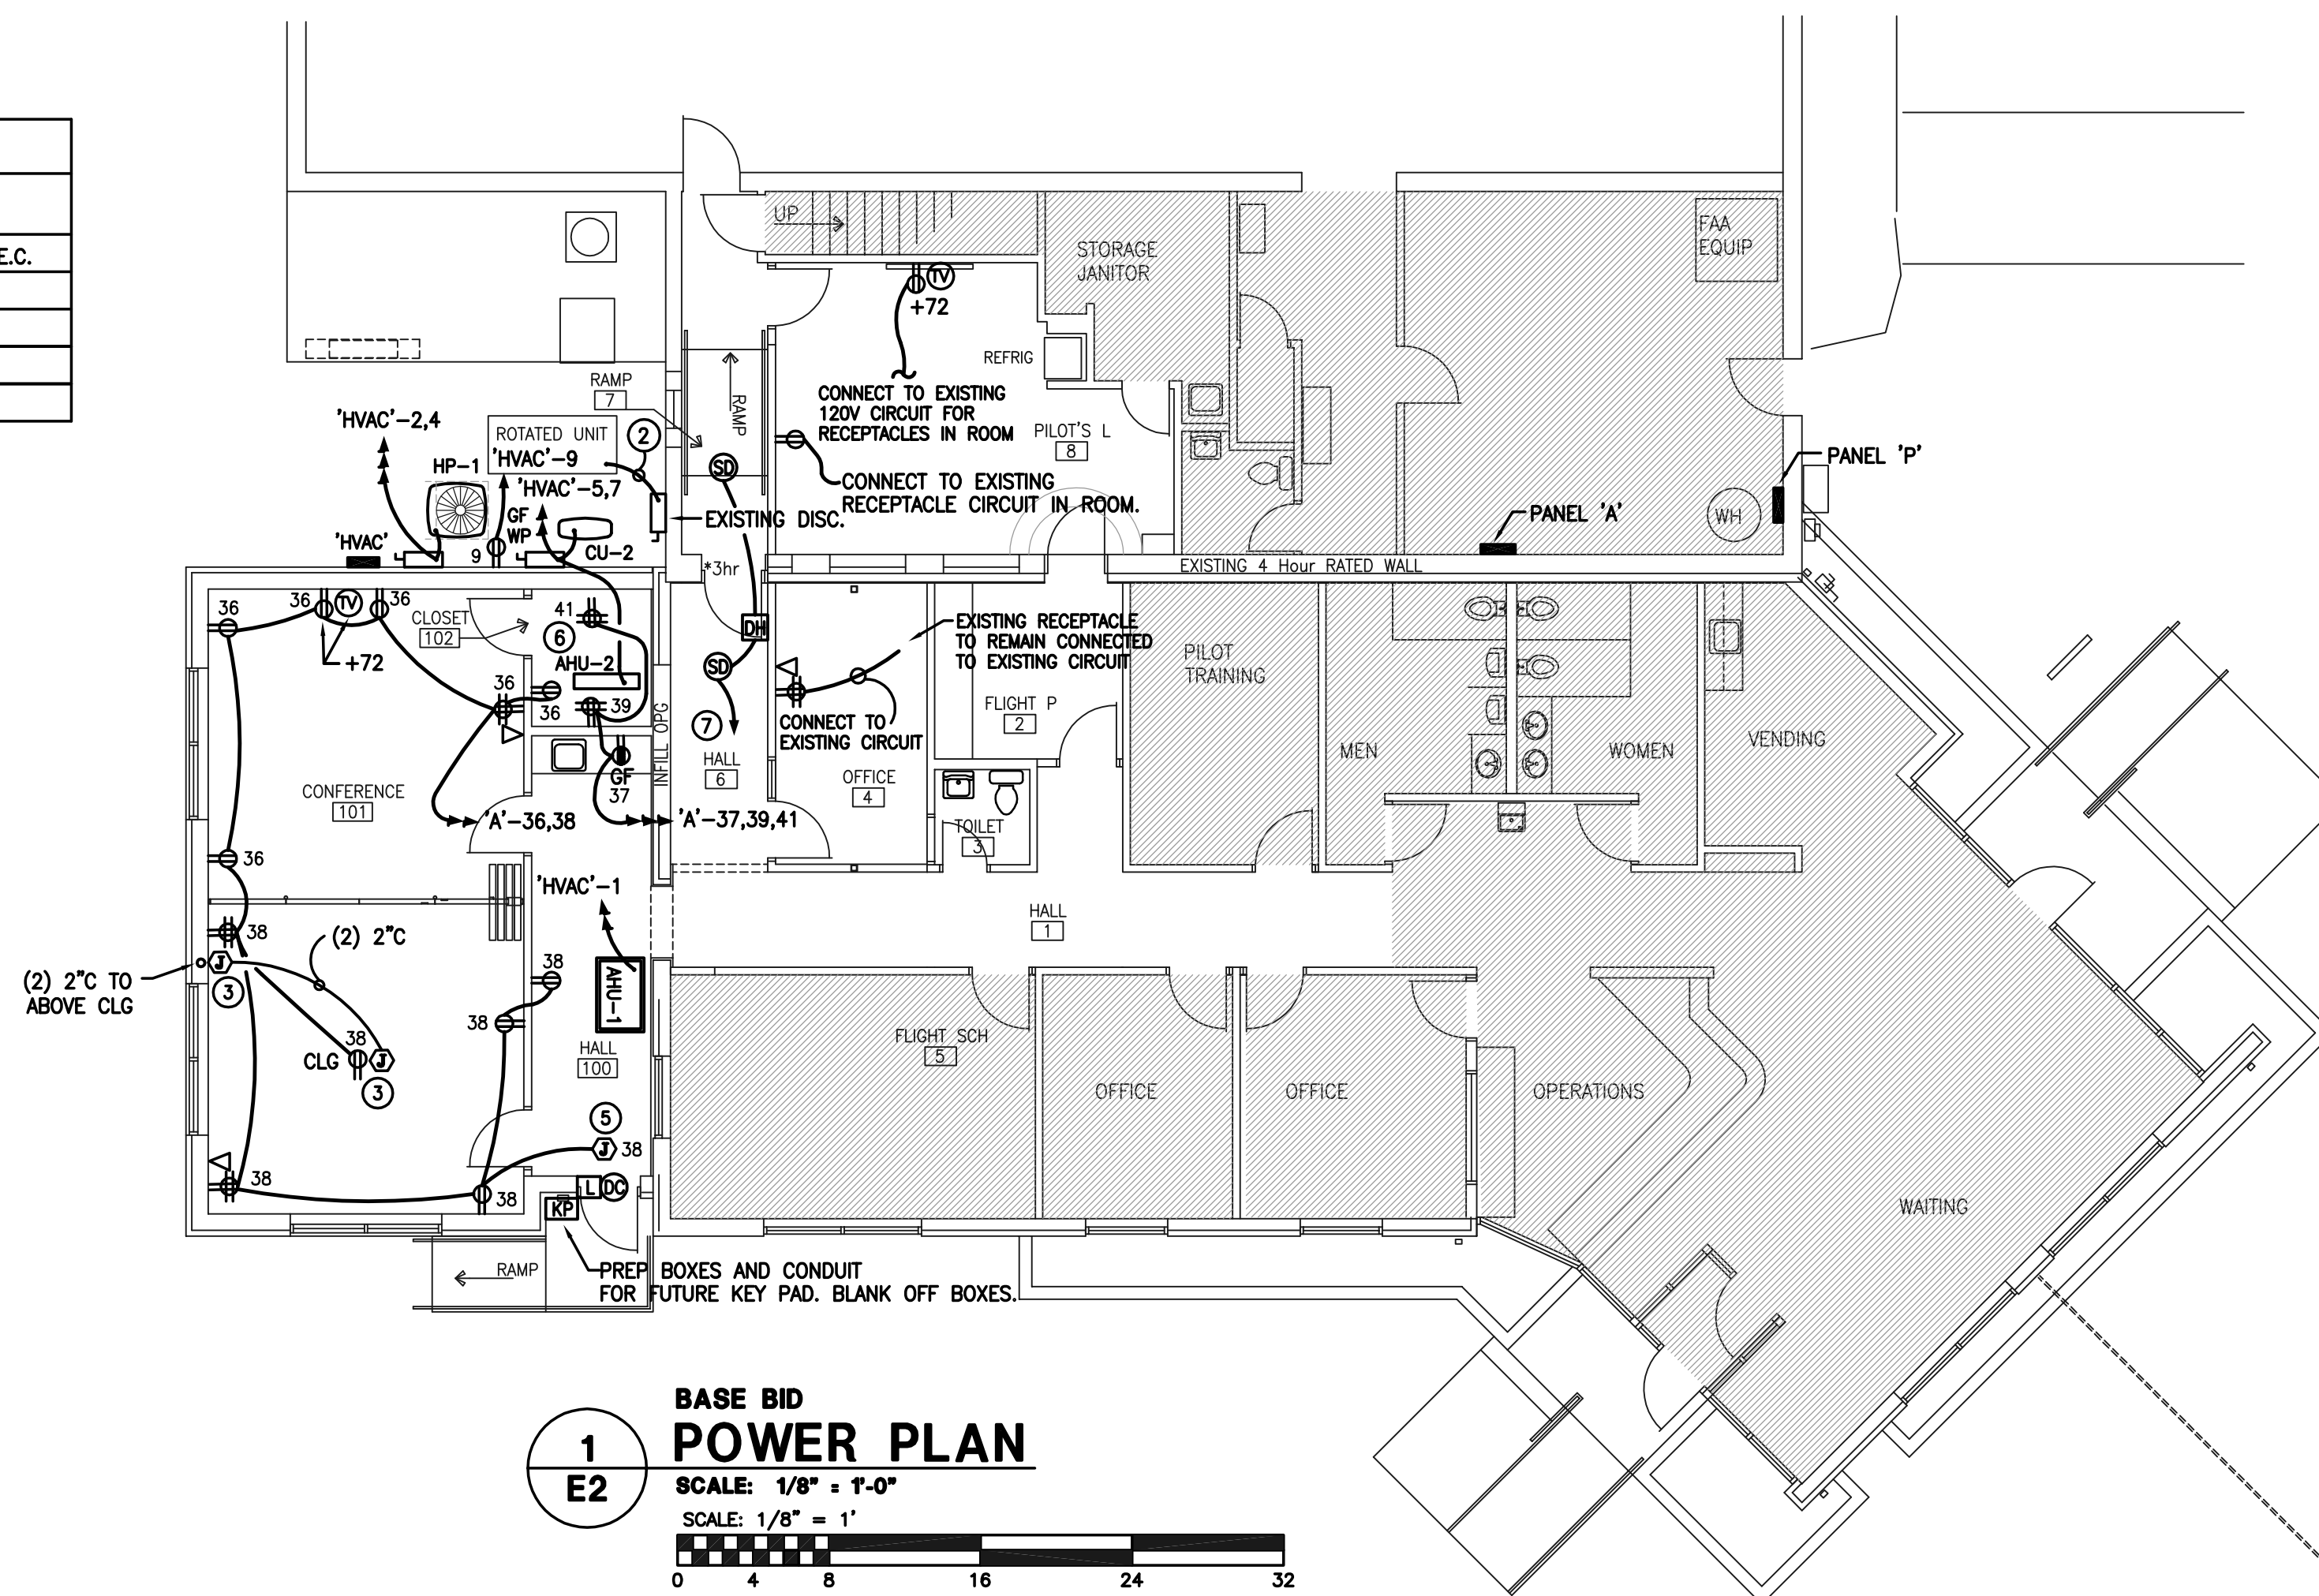 E.C.
UP
STORAGE
JANITOR
FAA
EQUIP
TV
+72
REFRIG
CONNECT TO EXISTING
120V CIRCUIT FOR
RECEPTACLES IN ROOM
RAMP
7
RAMP
'HVAC'-2,4
ROTATED UNIT
2
'HVAC'-9
HP-1
'HVAC'-5,7
PILOT'S L
8
SD
CONNECT TO EXISTING
RECEPTACLE CIRCUIT IN ROOM.
PANEL 'P'
GF
WP
EXISTING DISC.
PANEL 'A'
WH
'HVAC'
9
CU-2
*3hr
EXISTING 4 Hour RATED WALL
36
36
TV
36
CLOSET
102
41
6
DH
EXISTING RECEPTACLE
TO REMAIN CONNECTED
TO EXISTING CIRCUIT
+72
AHU-2
SD
PILOT
TRAINING
36
36
39
INFILL OPG
7
CONNECT TO
EXISTING CIRCUIT
FLIGHT P
2
MEN
WOMEN
VENDING
HALL
6
GF
37
OFFICE
4
CONFERENCE
101
'A'-36,38
'A'-37,39,41
TOILET
3
36
'HVAC'-1
HALL
1
38
(2) 2"C
(2) 2"C TO
ABOVE CLG
J
3
38
AHU-1
38
38
CLG
J
3
HALL
100
FLIGHT SCH
5
OFFICE
OFFICE
OPERATIONS
5
J
38
38
38
L
DC
KP
WAITING
RAMP
PREP BOXES AND CONDUIT
FOR FUTURE KEY PAD. BLANK OFF BOXES.
1
E2
BASE BID
POWER PLAN
SCALE: 1/8" = 1'-0"
SCALE: 1/8" = 1'
0 4 8 16 24 32